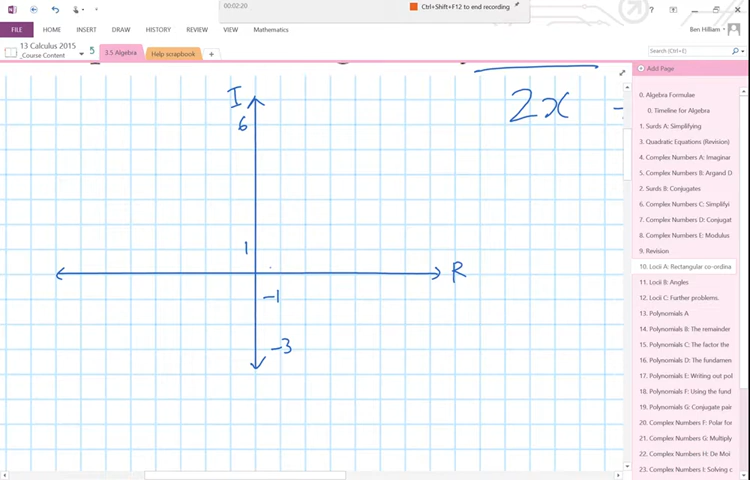 00:02:20
Ctrl+Shift+F12 to end recording
?
FILE
HOME
INSERT
DRAW
HISTORY
REVIEW
VIEW
Mathematics
Ben Hilliam
13 Calculus 2015
_Course Content
5
3.5 Algebra
Help scrapbook
+
Search (Ctrl+E)
Add Page
0. Algebra Formulae
0. Timeline for Algebra
1. Surds A: Simplifying
3. Quadratic Equations (Revision)
4. Complex Numbers A: Imaginar
5. Complex Numbers B: Argand D
2. Surds B: Conjugates
6. Complex Numbers C: Simplifyi
7. Complex Numbers D: Conjugat
8. Complex Numbers E: Modulus
9. Revision
10. Locii A: Rectangular co-ordina
11. Locii B: Angles
12. Locii C: Further problems.
13. Polynomials A
14. Polynomials B: The remainder
15. Polynomials C: The factor the
16. Polynomials D: The fundamen
17. Polynomials E: Writing out pol
18. Polynomials F: Using the fund
19. Polynomials G: Conjugate pair
20. Complex Numbers F: Polar for
21. Complex Numbers G: Multiply
22. Complex Numbers H: De Moi
23. Complex Numbers I: Solving c
I
6
1
R
-1
-3
2x